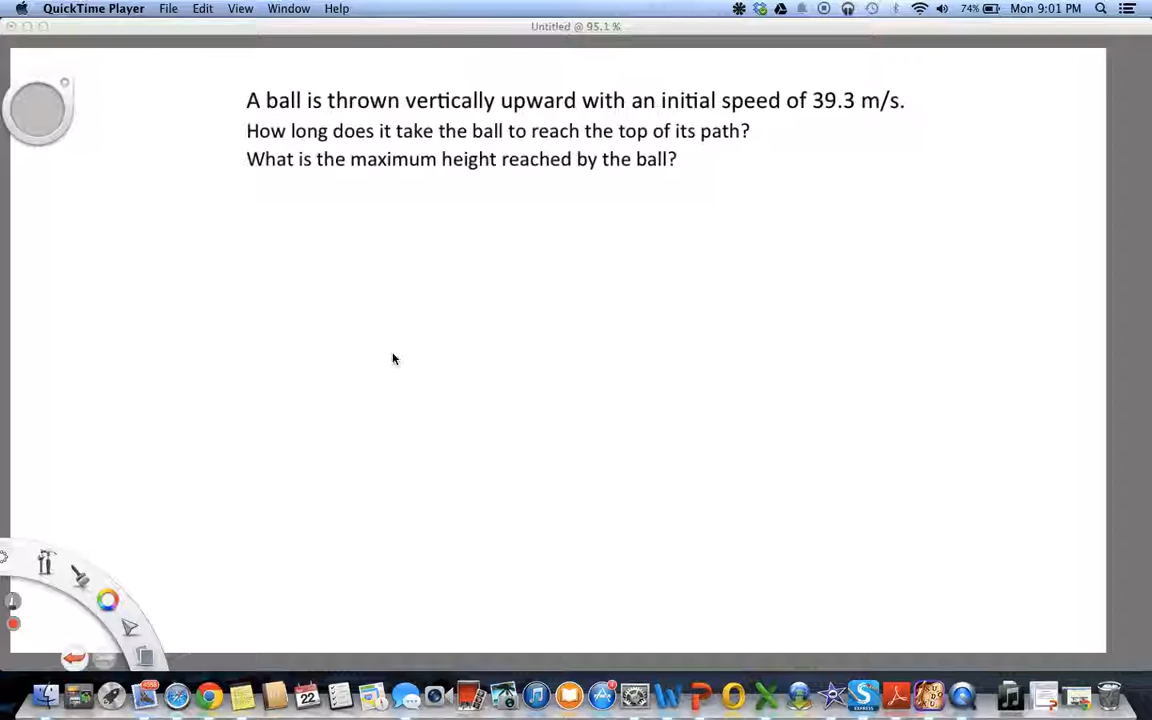 QuickTime Player File Edit View Window Help 74% Mon 9:01 PM
Untitled @ 95.1 %
A ball is thrown vertically upward with an initial speed of 39.3 m/s.
How long does it take the ball to reach the top of its path?
What is the maximum height reached by the ball?
22
EXPRESS